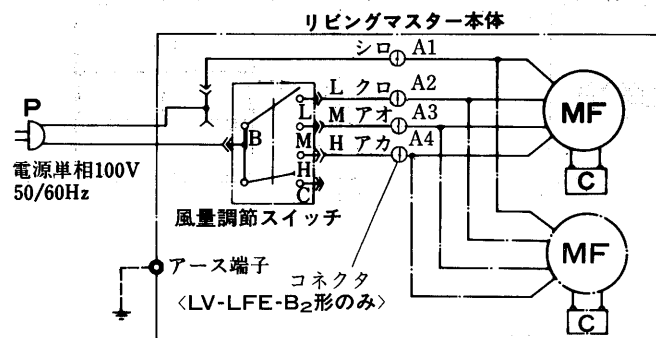 リビングマスター本体
シロ A1
L クロ A2
M アオ A3
H アカ A4
P
電源単相100V
50/60Hz
B
L
M
H
C
風量調節スイッチ
MF
C
アース端子
コネクタ
〈LV-LFE-B₂形のみ〉
MF
C